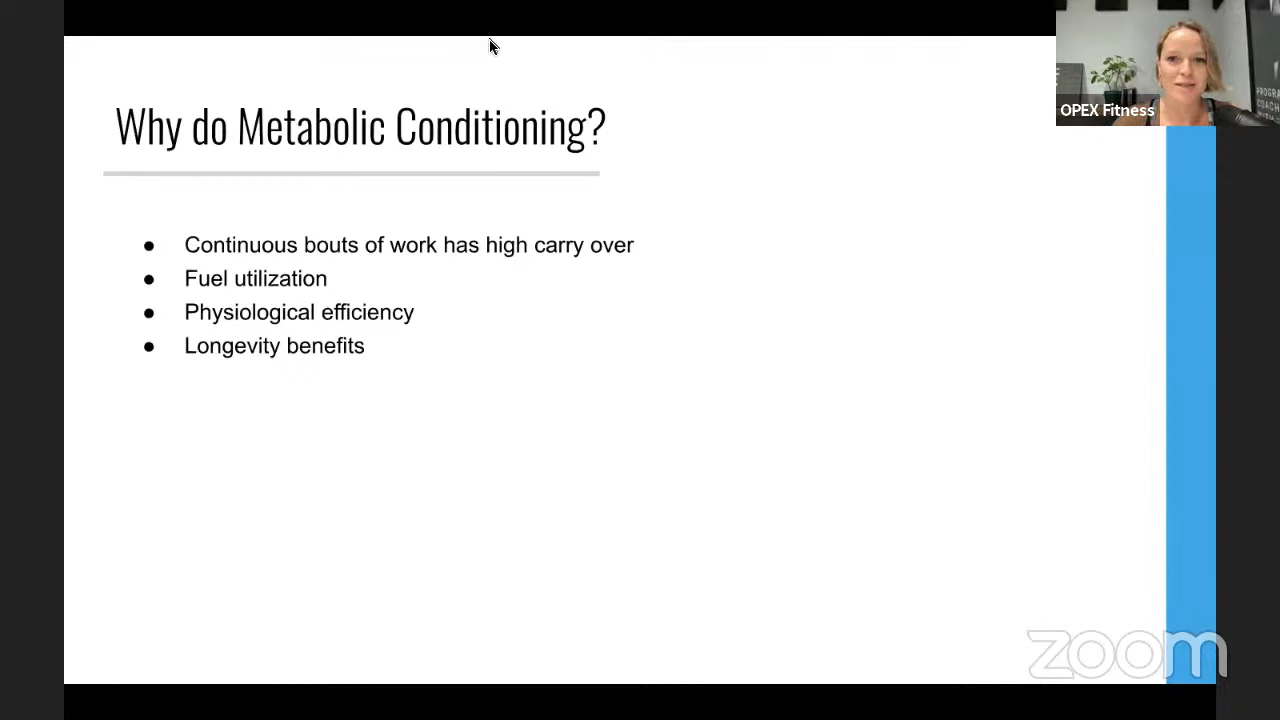 Why do Metabolic Conditioning?
● Continuous bouts of work has high carry over
● Fuel utilization
● Physiological efficiency
● Longevity benefits
OPEX Fitness
zoom